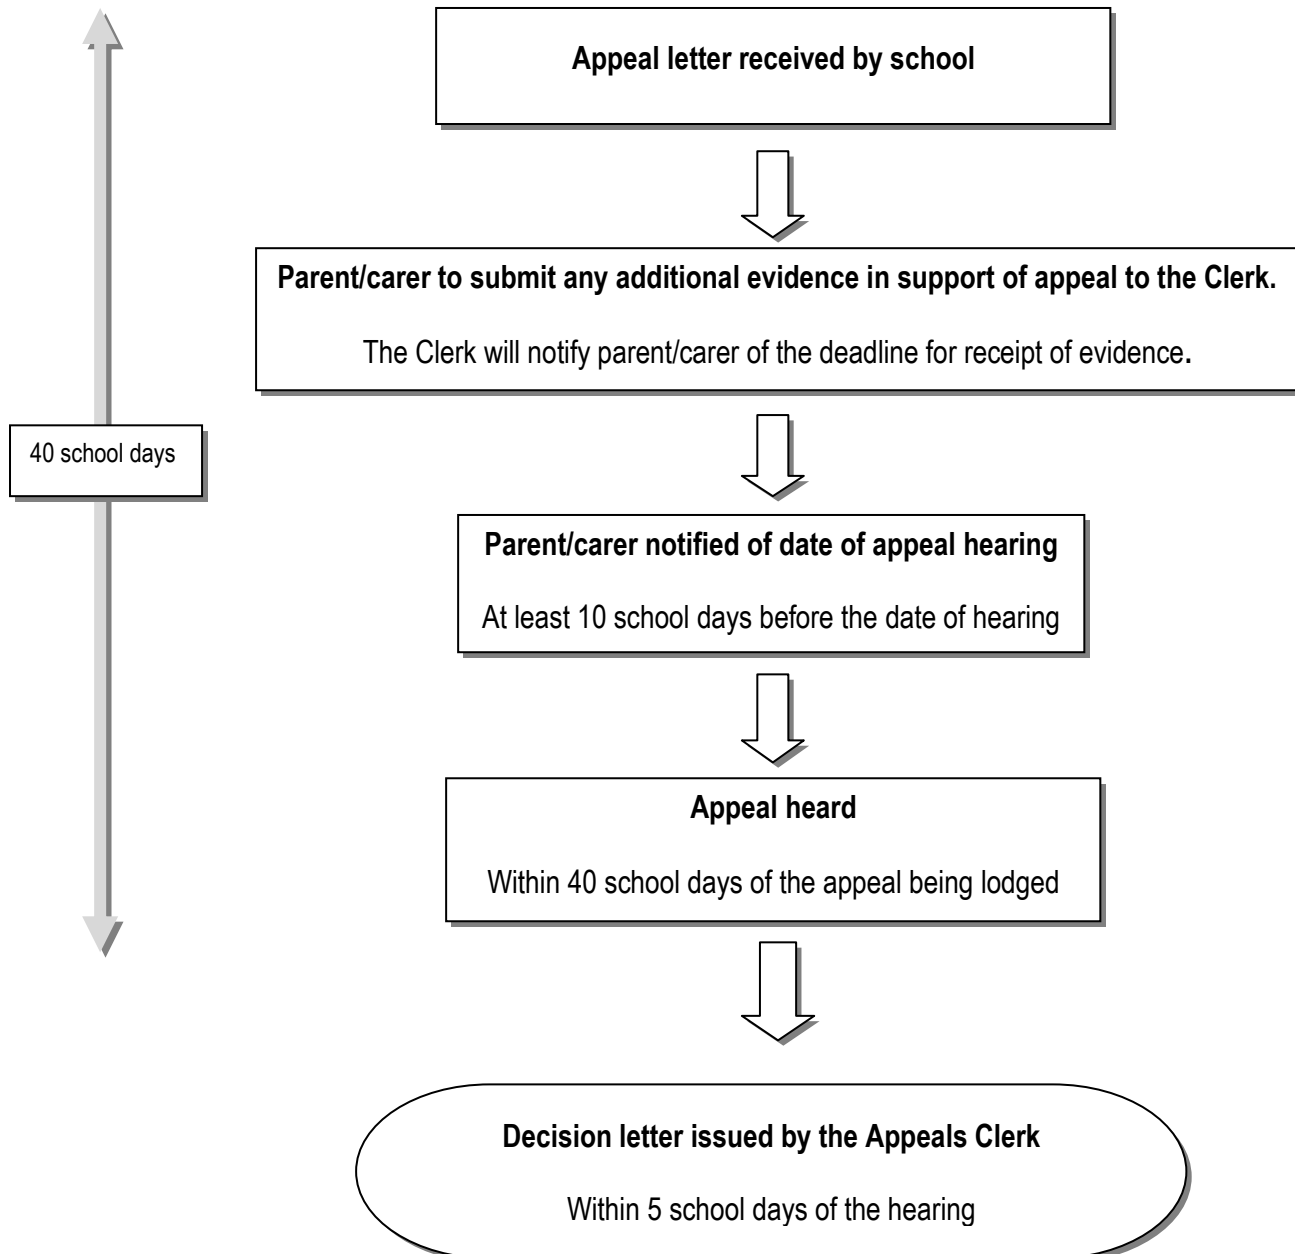 Appeal letter received by school
Parent/carer to submit any additional evidence in support of appeal to the Clerk.
The Clerk will notify parent/carer of the deadline for receipt of evidence.
40 school days
Parent/carer notified of date of appeal hearing
At least 10 school days before the date of hearing
Appeal heard
Within 40 school days of the appeal being lodged
Decision letter issued by the Appeals Clerk
Within 5 school days of the hearing